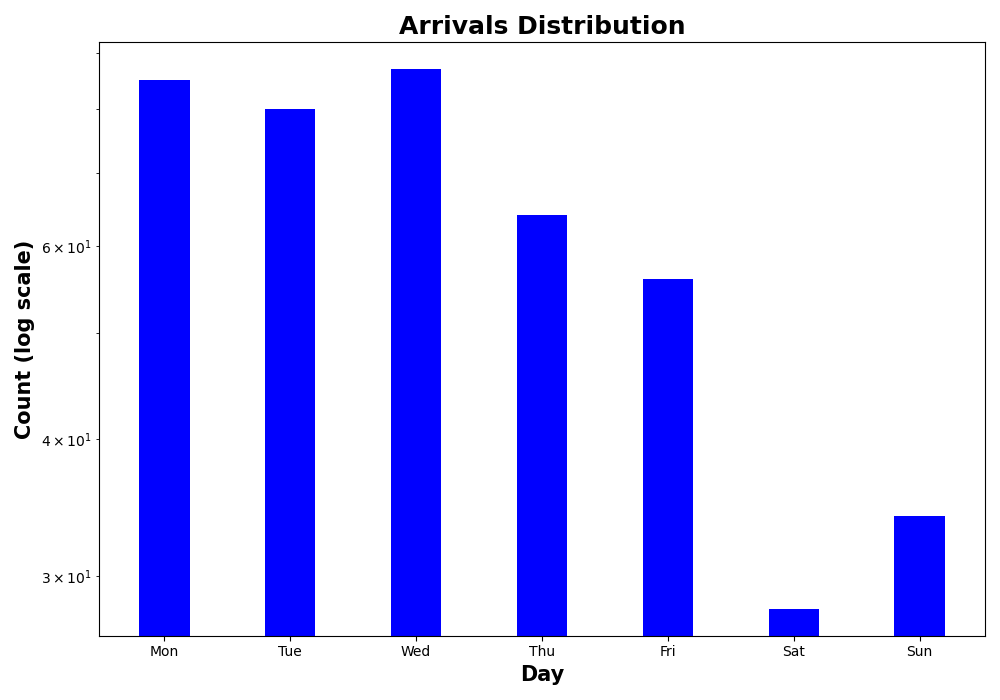 Arrivals Distribution
Count (log scale)
6 × 10¹
4 × 10¹
3 × 10¹
Mon Tue Wed Thu Fri Sat Sun
Day